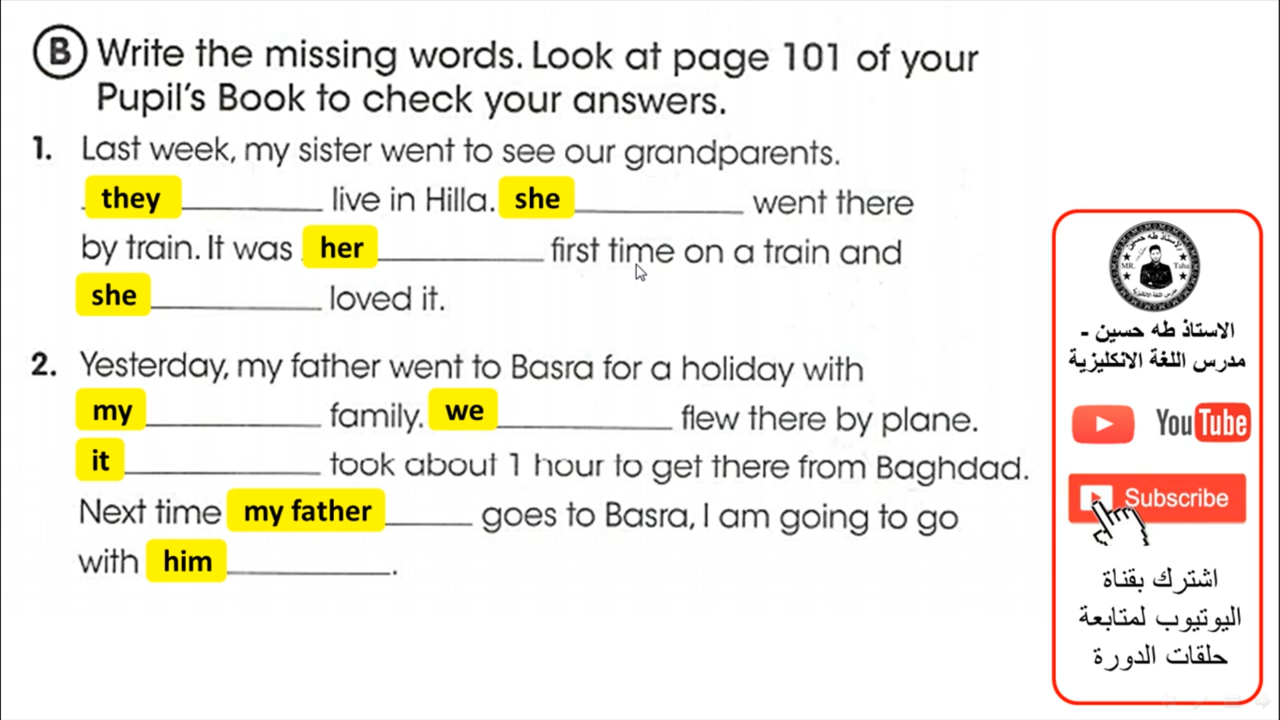 B Write the missing words. Look at page 101 of your
Pupil's Book to check your answers.
1. Last week, my sister went to see our grandparents.
they live in Hilla. she went there
by train. It was her first time on a train and
she loved it.
2. Yesterday, my father went to Basra for a holiday with
my family. we flew there by plane.
it took about 1 hour to get there from Baghdad.
Next time my father goes to Basra, I am going to go
with him.
MR. Taha
الاستاذ طه حسين -
مدرس اللغة الانكليزية
YouTube
Subscribe
اشترك بقناة
اليوتيوب لمتابعة
حلقات الدورة